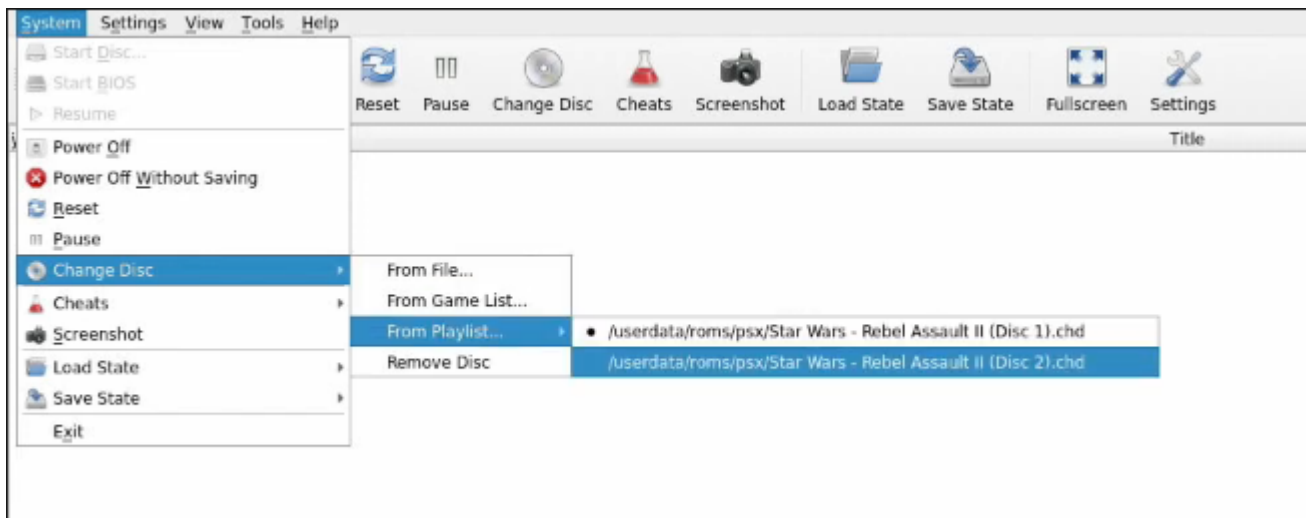 System Settings View Tools Help
Start Disc...
Start BIOS
Resume
Reset Pause Change Disc Cheats Screenshot Load State Save State Fullscreen Settings
Title
Power Off
Power Off Without Saving
Reset
Pause
Change Disc
Cheats
Screenshot
Load State
Save State
Exit
From File...
From Game List...
From Playlist...
Remove Disc
/userdata/roms/psx/Star Wars - Rebel Assault II (Disc 1).chd
/userdata/roms/psx/Star Wars - Rebel Assault II (Disc 2).chd